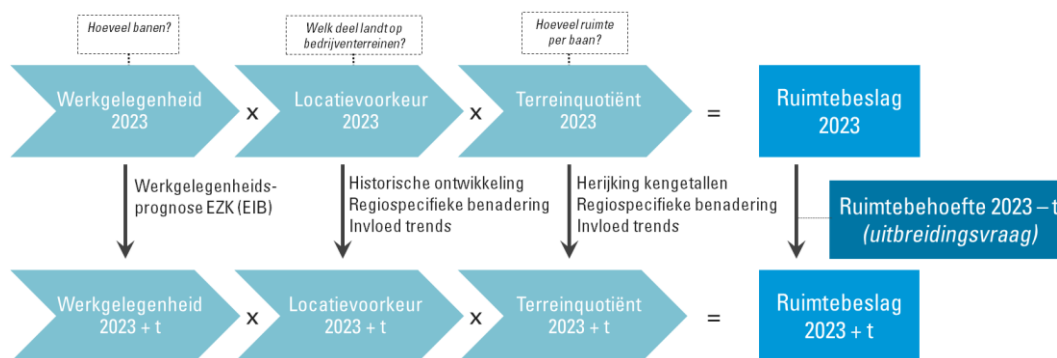 Hoeveel banen?
Welk deel landt op
bedrijventerreinen?
Hoeveel ruimte
per baan?
Werkgelegenheid
2023
x
Locatievoorkeur
2023
x
Terreinquotiënt
2023
=
Ruimtebeslag
2023
Werkgelegenheids-
prognose EZK (EIB)
Historische ontwikkeling
Regiospecifieke benadering
Invloed trends
Herijking kengetallen
Regiospecifieke benadering
Invloed trends
Ruimtebehoefte 2023 – t
(uitbreidingsvraag)
Werkgelegenheid
2023 + t
x
Locatievoorkeur
2023 + t
x
Terreinquotiënt
2023 + t
=
Ruimtebeslag
2023 + t